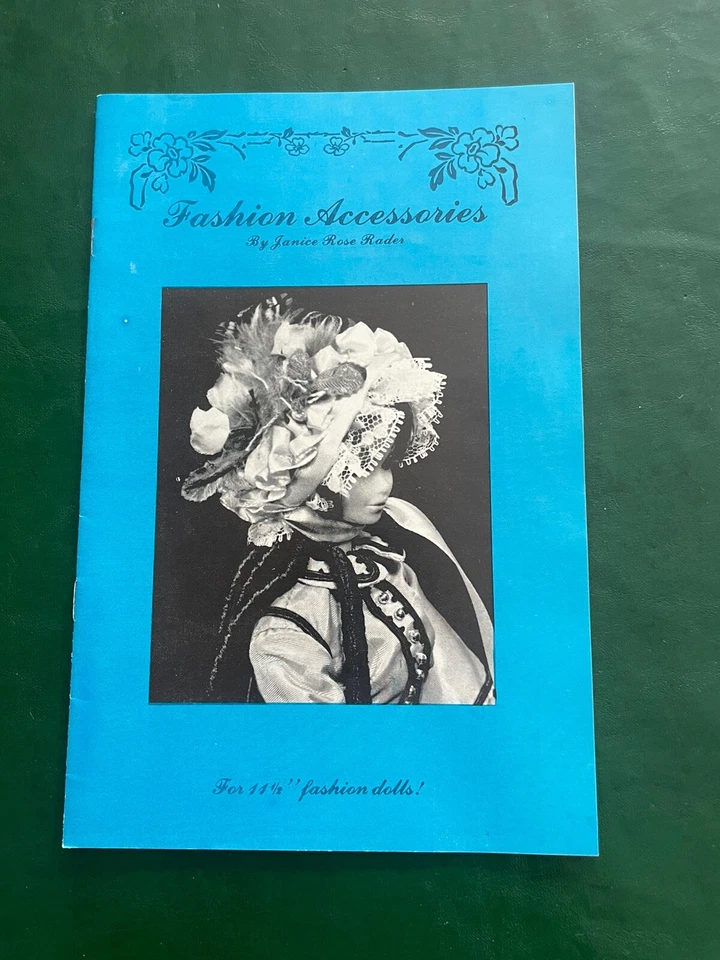 Fashion Accessories
By Janice Rose Rader
For 11½" fashion dolls!